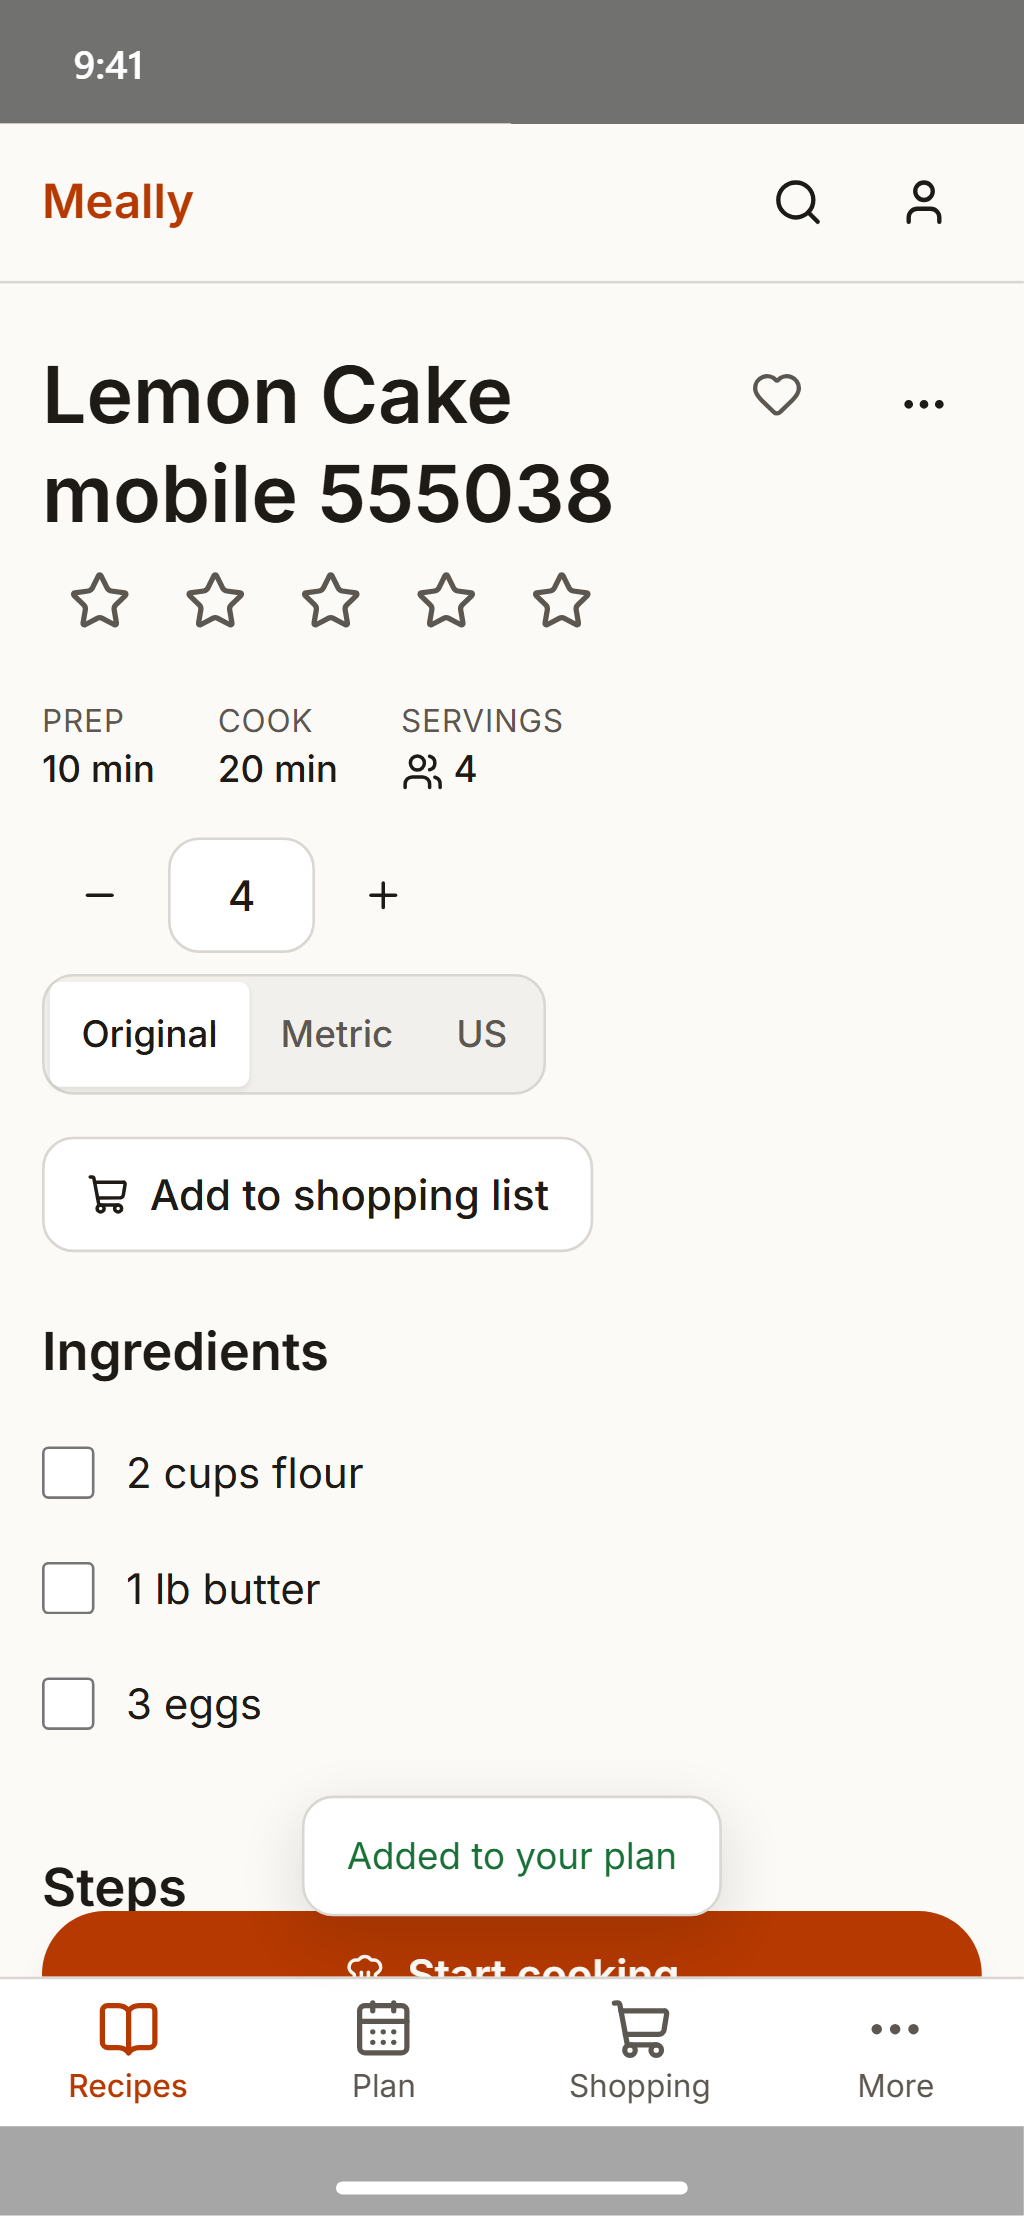 9:41
Meally
Lemon Cake
mobile 555038
PREP COOK SERVINGS
10 min 20 min 4
4
Original Metric US
Add to shopping list
Ingredients
2 cups flour
1 lb butter
3 eggs
Added to your plan
Steps
Start cooking
Recipes Plan Shopping More